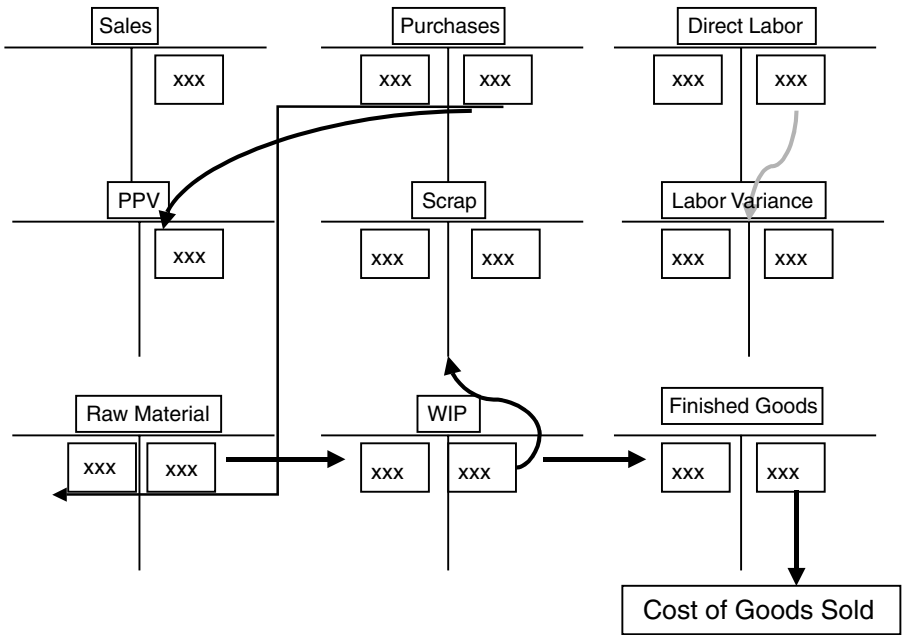 Sales
Purchases
Direct Labor
xxx
xxx
xxx
xxx
xxx
PPV
Scrap
Labor Variance
xxx
xxx
xxx
xxx
xxx
Raw Material
WIP
Finished Goods
xxx
xxx
xxx
xxx
xxx
xxx
Cost of Goods Sold